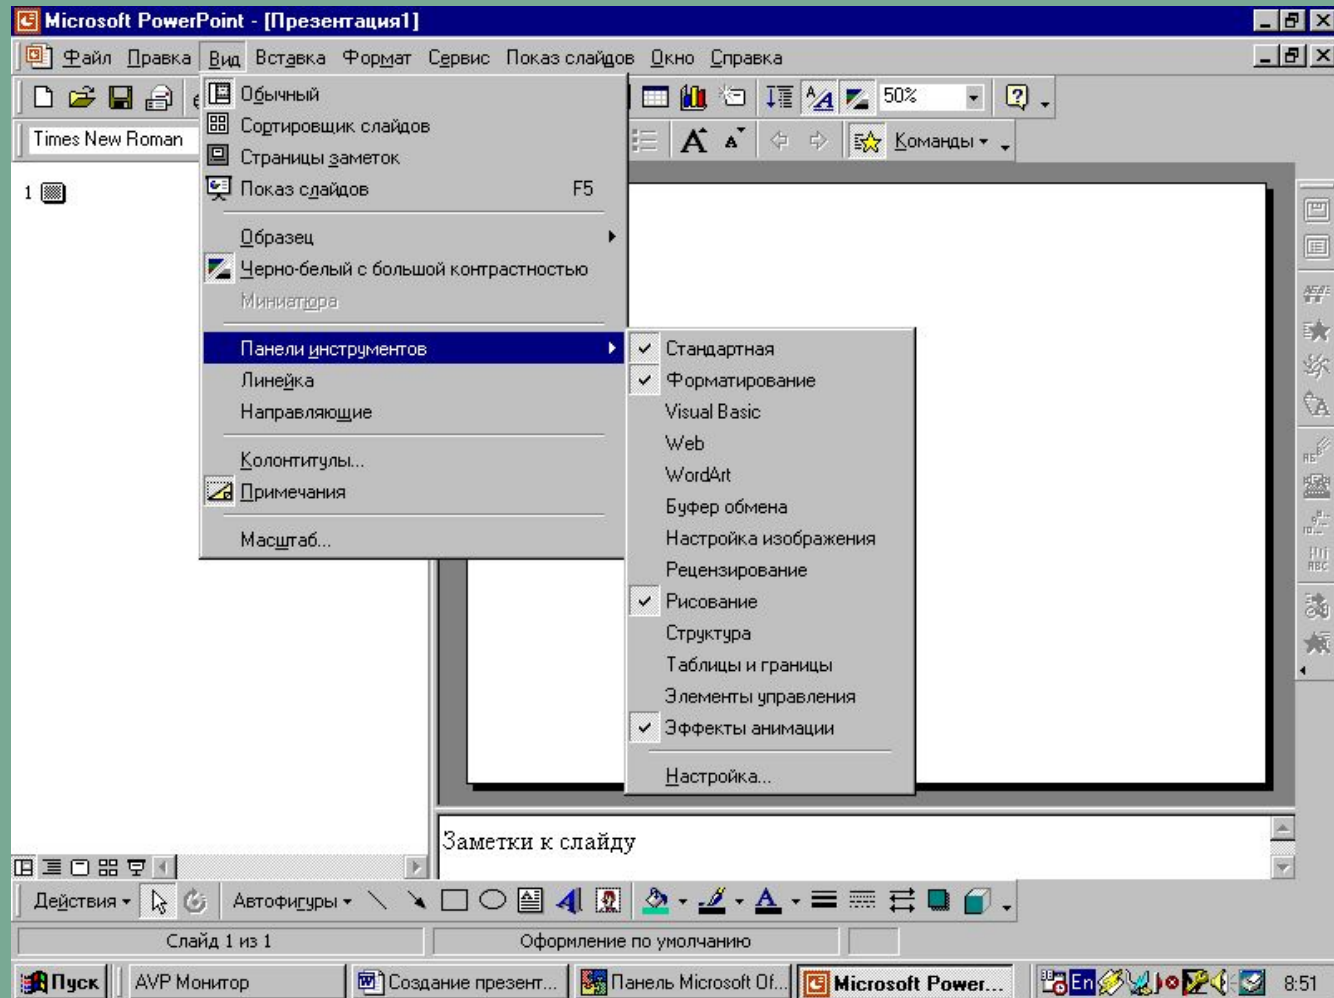 Microsoft PowerPoint - [Презентация1]
Файл Правка Вид Вставка Формат Сервис Показ слайдов Окно Справка
50%
Times New Roman
Команды
Обычный
Сортировщик слайдов
Страницы заметок
Показ слайдов F5
Образец
Черно-белый с большой контрастностью
Миниатюра
Панели инструментов
Линейка
Направляющие
Колонтитулы...
Примечания
Масштаб...
Стандартная
Форматирование
Visual Basic
Web
WordArt
Буфер обмена
Настройка изображения
Рецензирование
Рисование
Структура
Таблицы и границы
Элементы управления
Эффекты анимации
Настройка...
1
Заметки к слайду
Действия Автофигуры
Слайд 1 из 1 Оформление по умолчанию
Пуск AVP Монитор Создание презент... Панель Microsoft Of... Microsoft Power... En 8:51